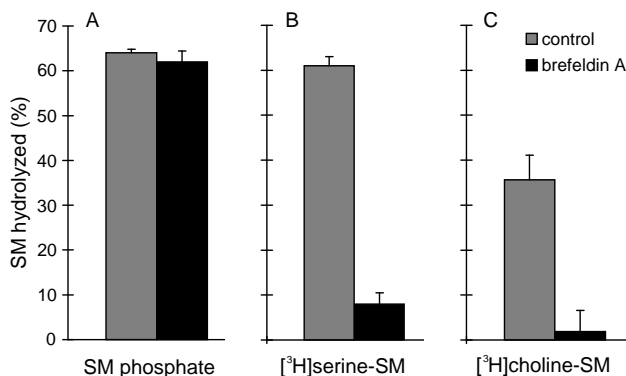 A
B
C
control
brefeldin A
SM hydrolyzed (%)
70
60
50
40
30
20
10
0
SM phosphate
[³H]serine-SM
[³H]choline-SM